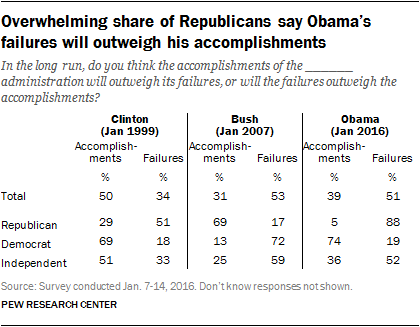 Overwhelming share of Republicans say Obama's
failures will outweigh his accomplishments
In the long run, do you think the accomplishments of the ______
administration will outweigh its failures, or will the failures outweigh the
accomplishments?
Clinton Bush Obama
(Jan 1999) (Jan 2007) (Jan 2016)
Accomplish- Accomplish- Accomplish-
ments Failures ments Failures ments Failures
% % % % % %
Total 50 34 31 53 39 51
Republican 29 51 69 17 5 88
Democrat 69 18 13 72 74 19
Independent 51 33 25 59 36 52
Source: Survey conducted Jan. 7-14, 2016. Don't know responses not shown.
PEW RESEARCH CENTER